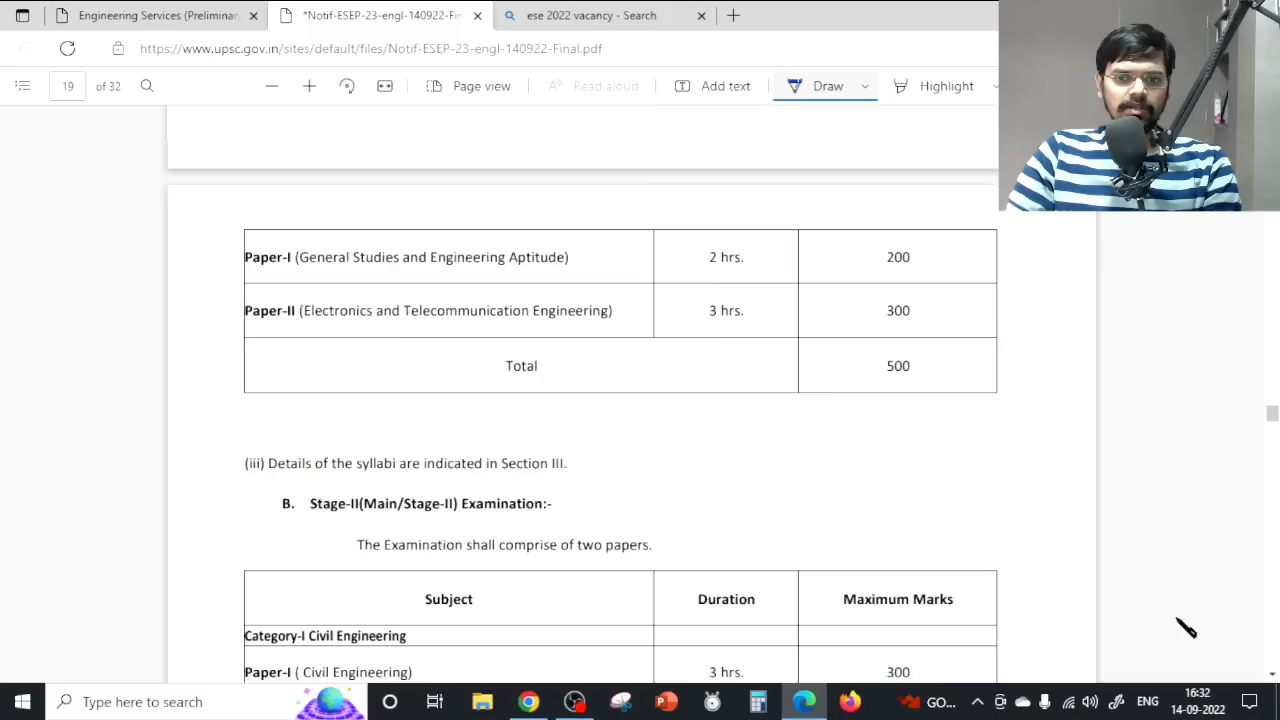 Engineering Services (Preliminar
*Notif-ESEP-23-engl-140922-Fin
ese 2022 vacancy - Search
https://www.upsc.gov.in/sites/default/files/Notif-ESEP-23-engl-140922-Final.pdf
19 of 32
Page view
Read aloud
Add text
Draw
Highlight
Paper-I (General Studies and Engineering Aptitude) 2 hrs. 200
Paper-II (Electronics and Telecommunication Engineering) 3 hrs. 300
Total 500
(iii) Details of the syllabi are indicated in Section III.
B. Stage-II(Main/Stage-II) Examination:-
The Examination shall comprise of two papers.
Subject Duration Maximum Marks
Category-I Civil Engineering
Paper-I ( Civil Engineering) 3 hrs. 300
Type here to search
GO...
ENG
16:32
14-09-2022